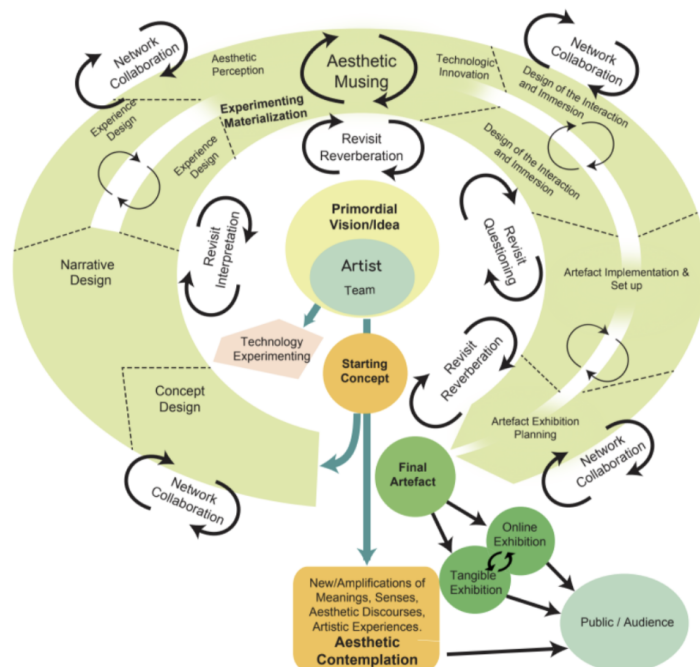 Network
Collaboration
Aesthetic
Perception
Aesthetic
Musing
Technologic
Innovation
Network
Collaboration
Experience
Design
Experimenting
Materialization
Experience
Design
Design of the Interaction
and Immersion
Design of the Interaction
and Immersion
Revisit
Reverberation
Primordial
Vision/Idea
Artist
Team
Revisit
Interpretation
Revisit
Questioning
Narrative
Design
Artefact Implementation &
Set up
Technology
Experimenting
Starting
Concept
Revisit
Reverberation
Concept
Design
Artefact Exhibition
Planning
Network
Collaboration
Network
Collaboration
Final
Artefact
Online
Exhibition
Tangible
Exhibition
New/Amplifications of
Meanings, Senses,
Aesthetic Discourses,
Artistic Experiences.
Aesthetic
Contemplation
Public / Audience